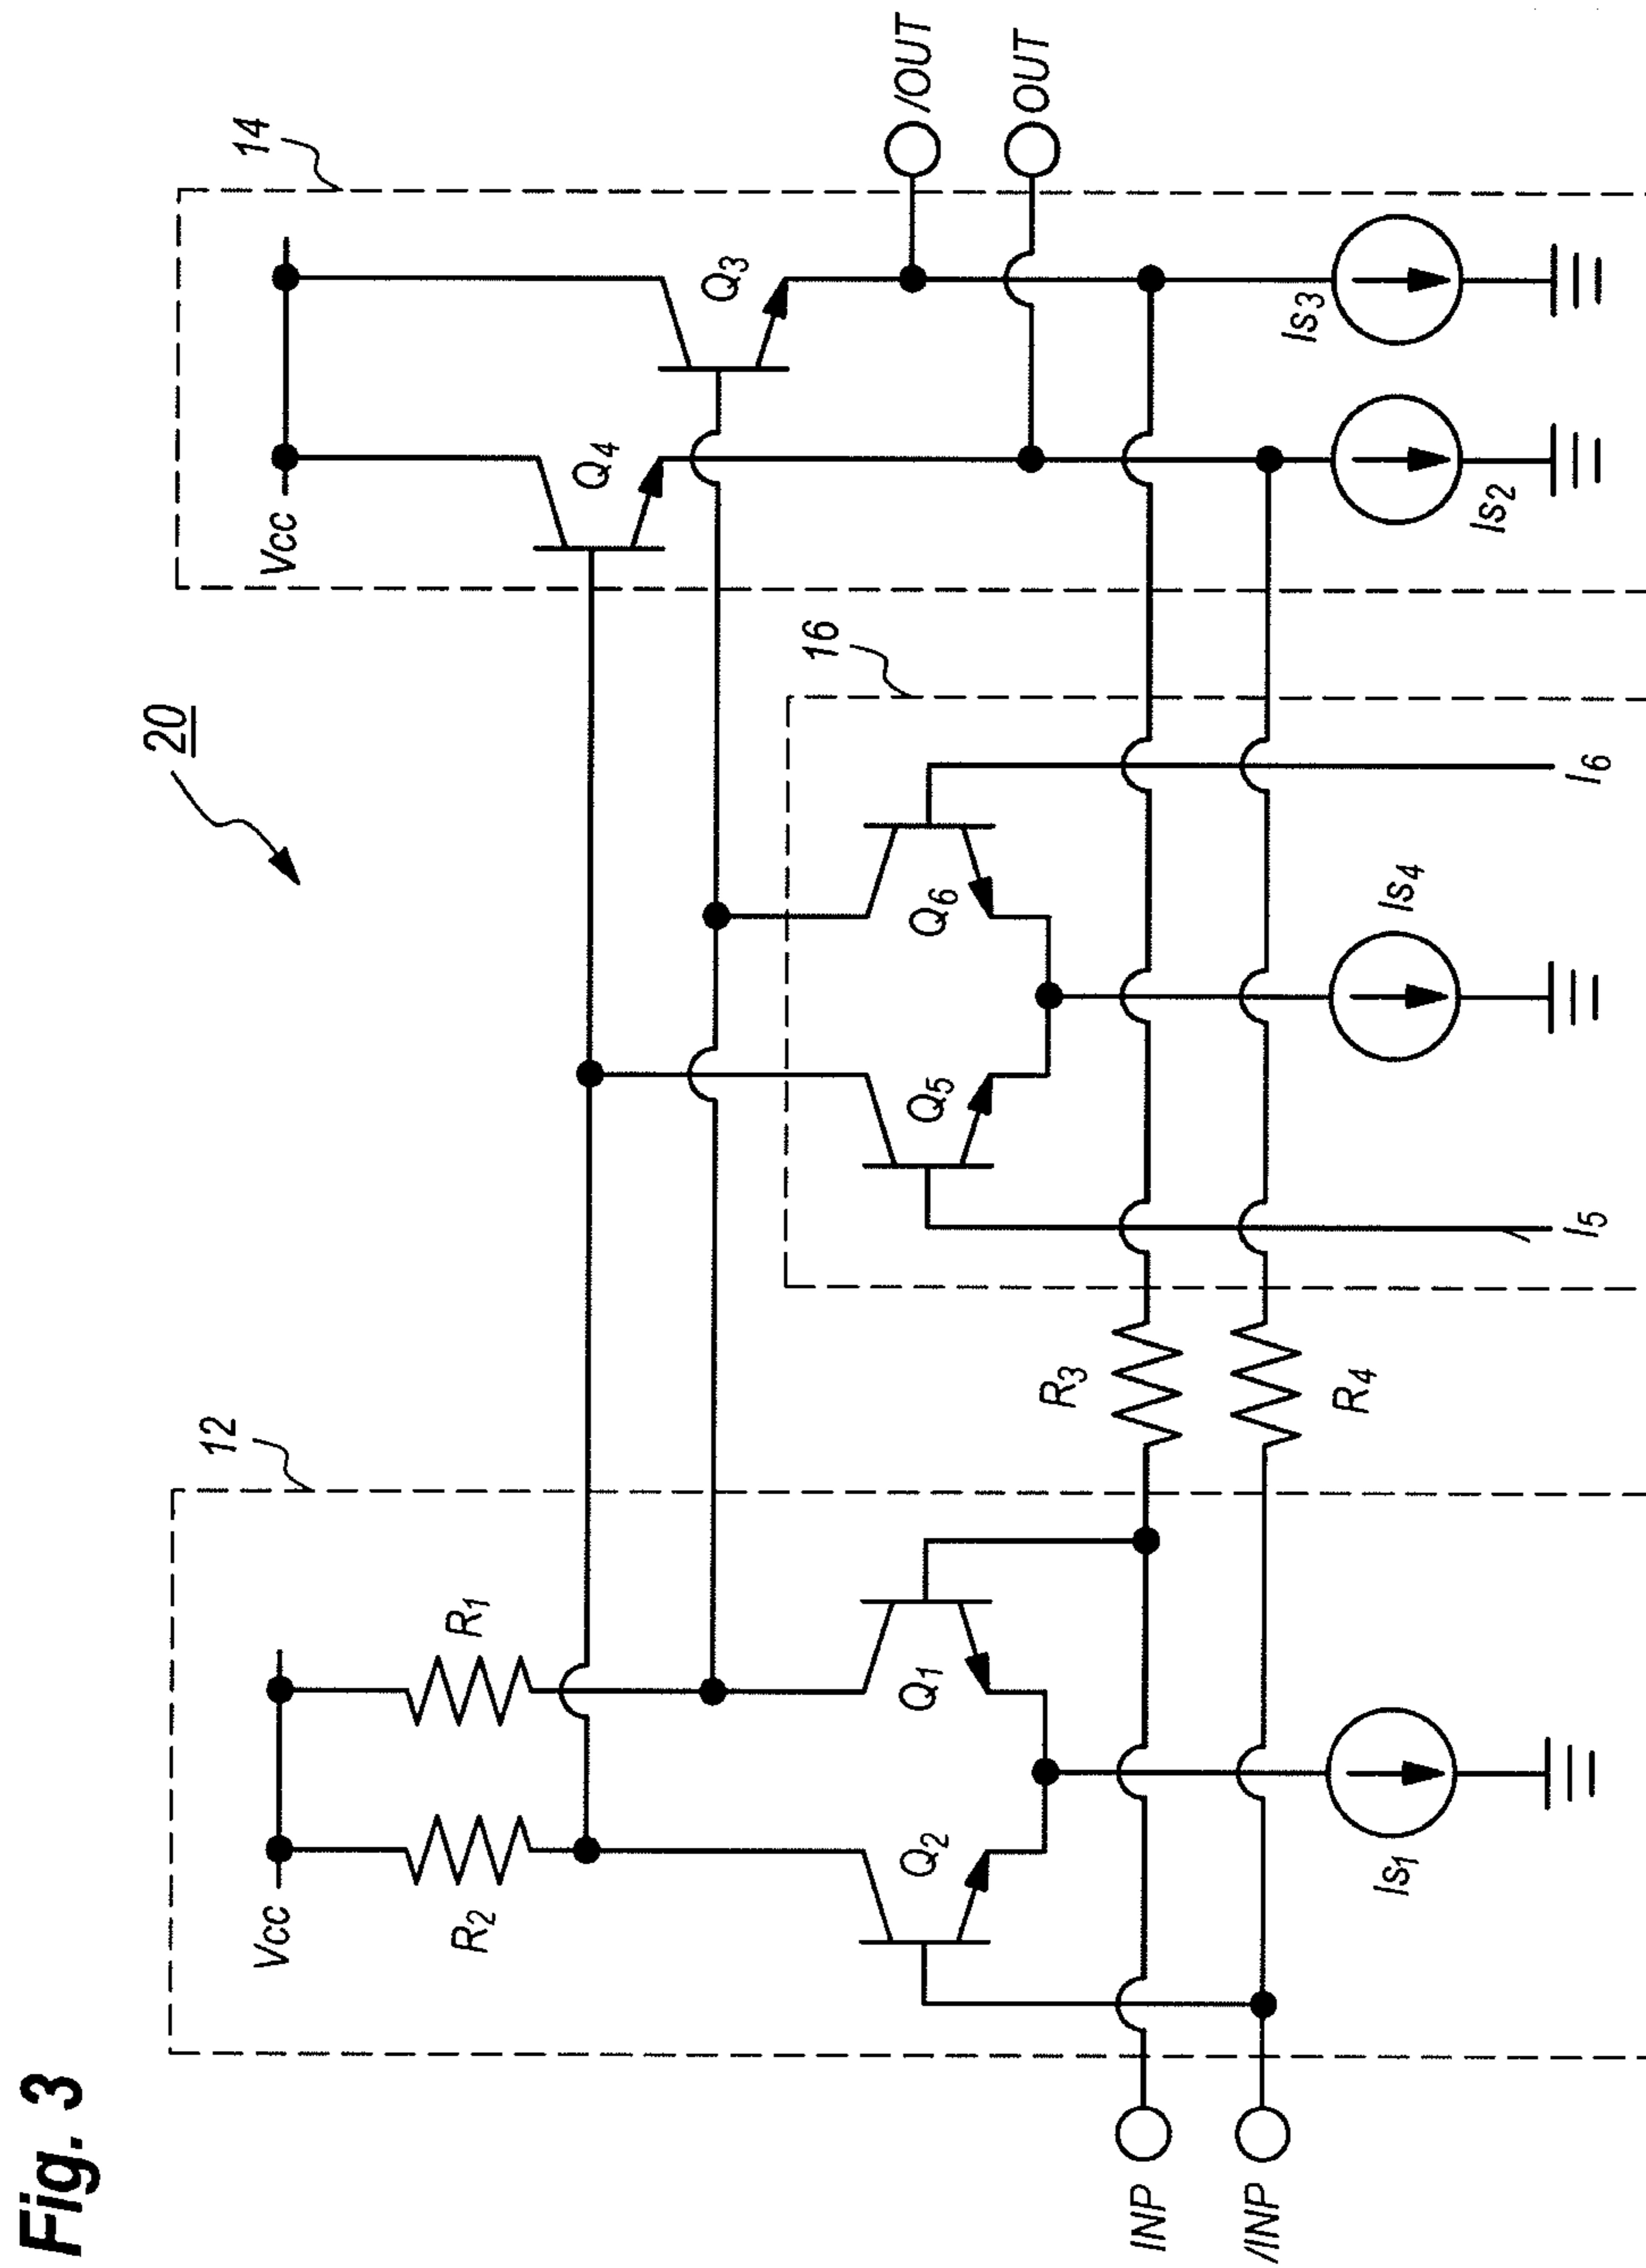 Fig. 3
20
12
14
Vcc
Vcc
R2
R1
Q4
Q3
16
/OUT
OUT
Q2
Q1
Q5
Q6
R3
INP
/INP
R4
Is1
Is4
Is2
Is3
I5
I6